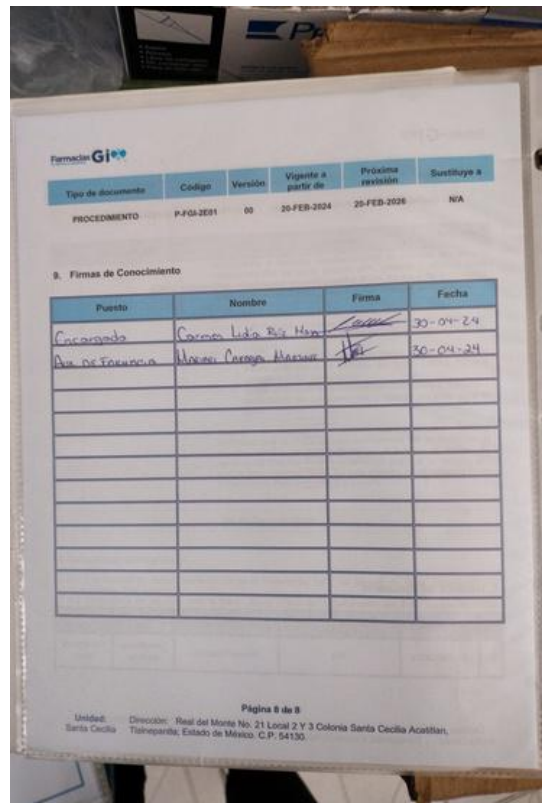 Farmacias Gi
Tipo de documento Código Versión Vigente a partir de Próxima revisión Sustituye a
PROCEDIMIENTO P-FGI-2E01 00 20-FEB-2024 20-FEB-2026 N/A
9. Firmas de Conocimiento
Puesto Nombre Firma Fecha
Encargado Carmen Lidia 30-04-24
Aux de Farmacia 30-04-24
Página 8 de 8
Unidad: Dirección: Real del Monte No. 21 Local 2 Y 3 Colonia Santa Cecilia Acatitlan,
Santa Cecilia Tlalnepantla; Estado de México. C.P. 54130.